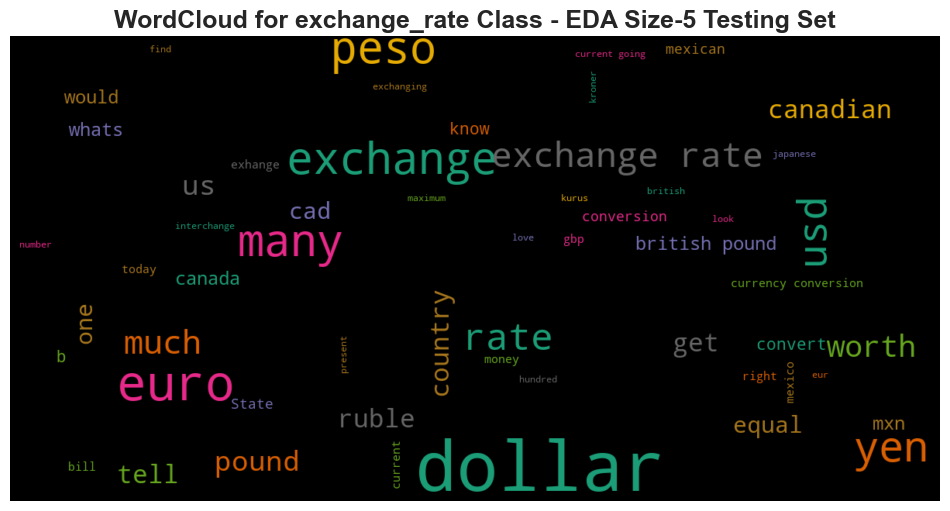 WordCloud for exchange_rate Class - EDA Size-5 Testing Set
find
peso
current going
mexican
exchanging
kroner
would
canadian
whats
know
exchange
exchange rate
japanese
exhange
us
maximum
kurus
british
usd
cad
conversion
look
interchange
many
love
gbp
british pound
number
today
canada
currency conversion
one
country
much
rate
get
convert
worth
b
present
money
hundred
right
mexico
eur
euro
State
ruble
equal
mxn
yen
bill
tell
pound
current
dollar